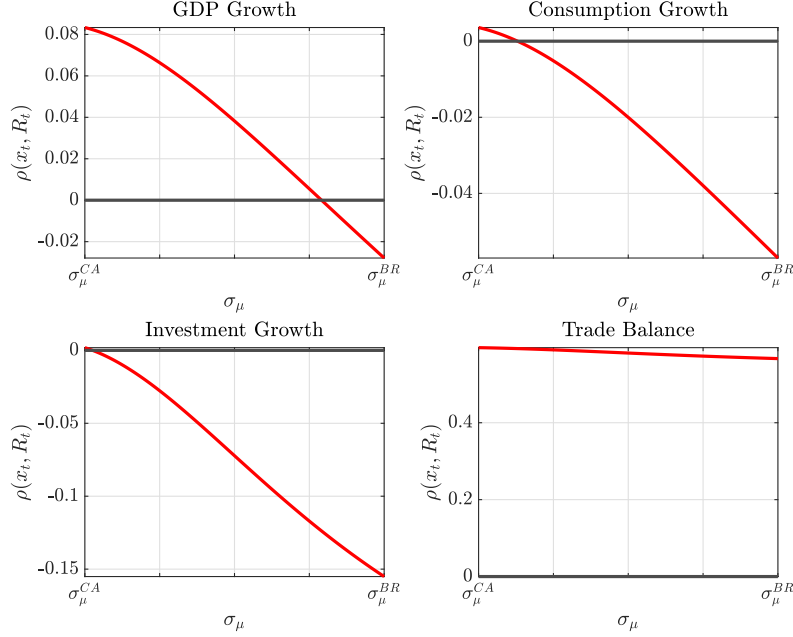 GDP Growth
0.08
0.06
0.04
0.02
0
-0.02
ρ(x_t, R_t)
σ_μ^{CA}
σ_μ^{BR}
σ_μ
Consumption Growth
0
-0.02
-0.04
ρ(x_t, R_t)
σ_μ^{CA}
σ_μ^{BR}
σ_μ
Investment Growth
0
-0.05
-0.1
-0.15
ρ(x_t, R_t)
σ_μ^{CA}
σ_μ^{BR}
σ_μ
Trade Balance
0.4
0.2
0
ρ(x_t, R_t)
σ_μ^{CA}
σ_μ^{BR}
σ_μ